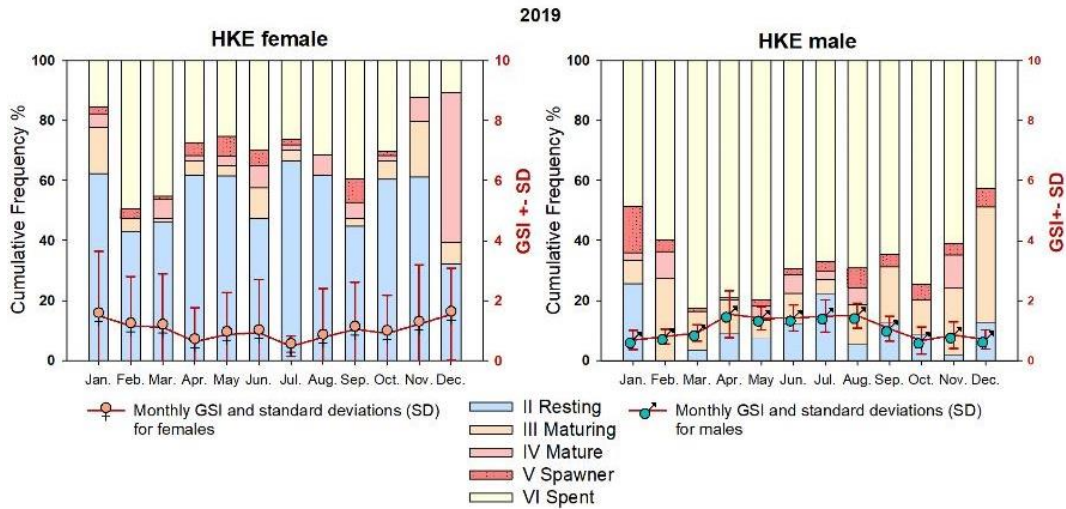 2019
HKE female
HKE male
100
80
60
40
20
0
Cumulative Frequency %
10
8
6
4
2
0
GSI +- SD
Jan. Feb. Mar. Apr. May Jun. Jul. Aug. Sep. Oct. Nov. Dec.
100
80
60
40
20
0
Cumulative Frequency %
10
8
6
4
2
0
GSI +- SD
Jan. Feb. Mar. Apr. May Jun. Jul. Aug. Sep. Oct. Nov. Dec.
Monthly GSI and standard deviations (SD)
for females
II Resting
III Maturing
IV Mature
V Spawner
VI Spent
Monthly GSI and standard deviations (SD)
for males